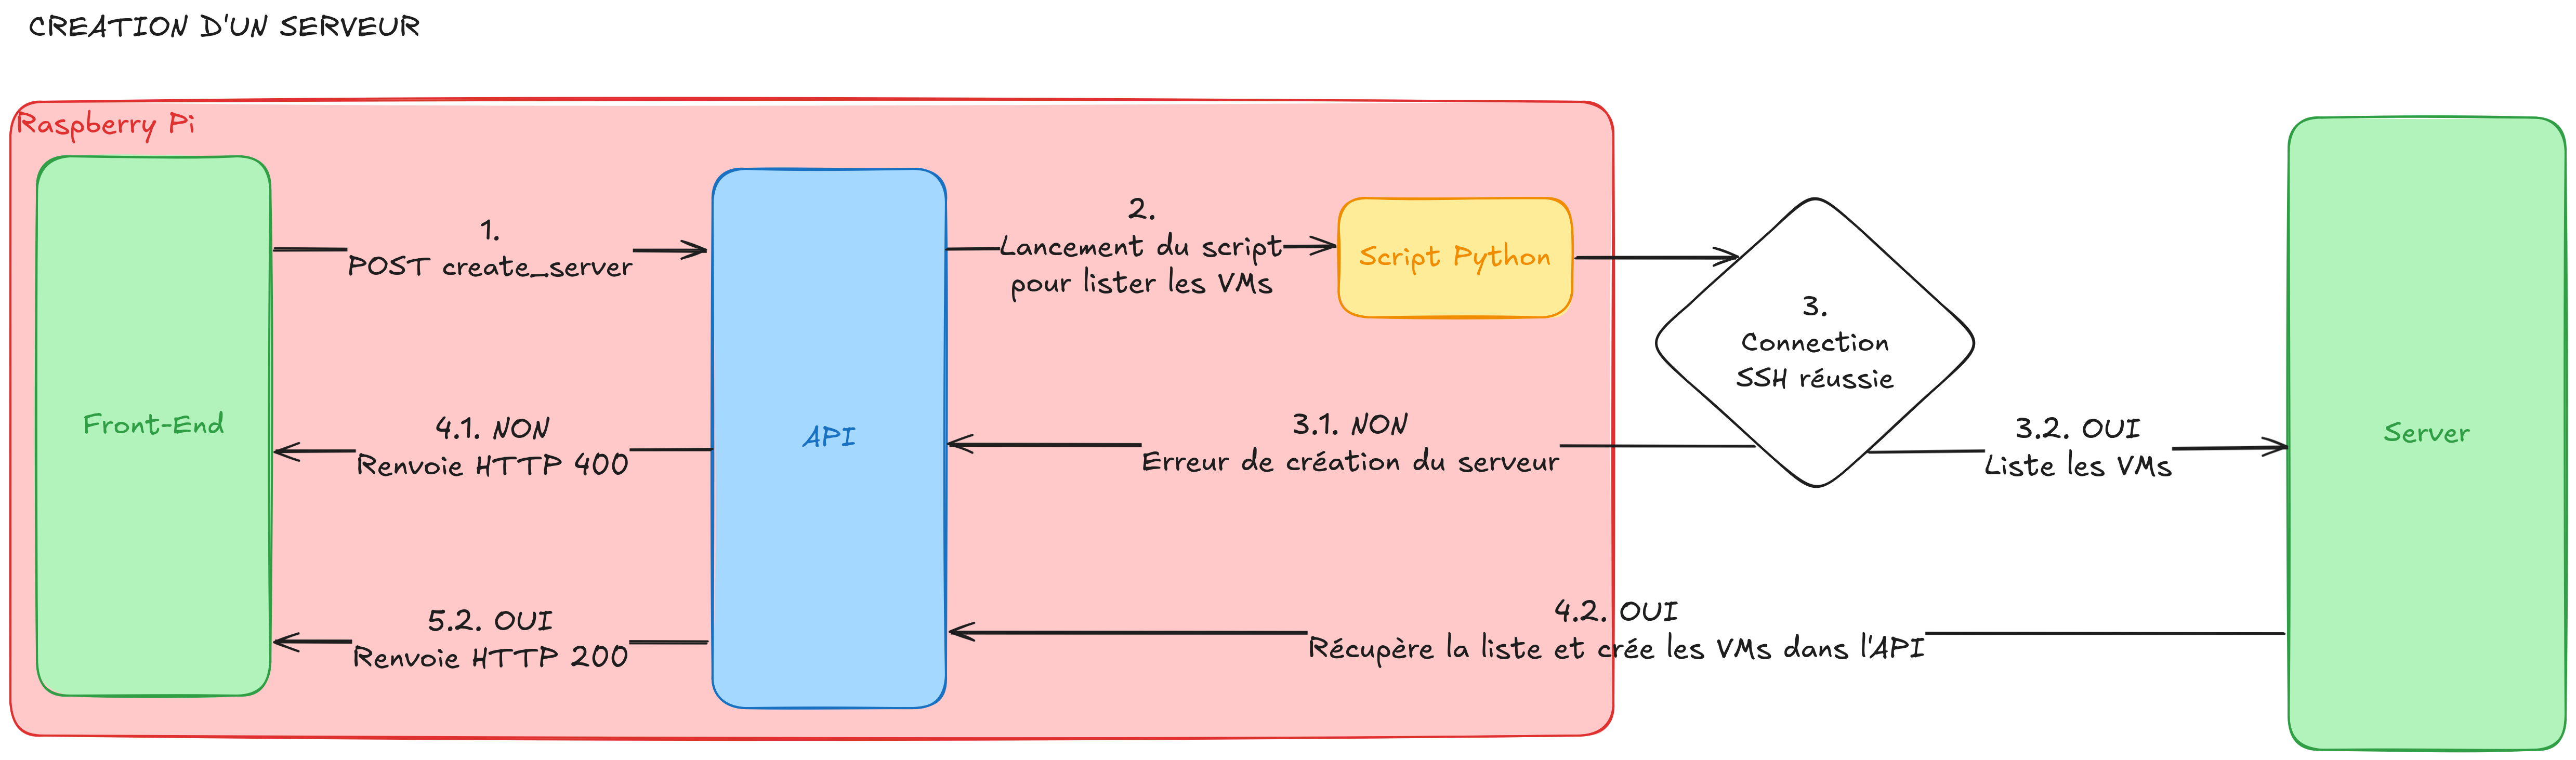 CREATION D'UN SERVEUR
Raspberry Pi
Front-End
1.
POST create_server
API
2.
Lancement du script
pour lister les VMs
Script Python
3.
Connection
SSH réussie
3.1. NON
Erreur de création du serveur
4.1. NON
Renvoie HTTP 400
3.2. OUI
Liste les VMs
Server
4.2. OUI
Récupère la liste et crée les VMs dans l'API
5.2. OUI
Renvoie HTTP 200